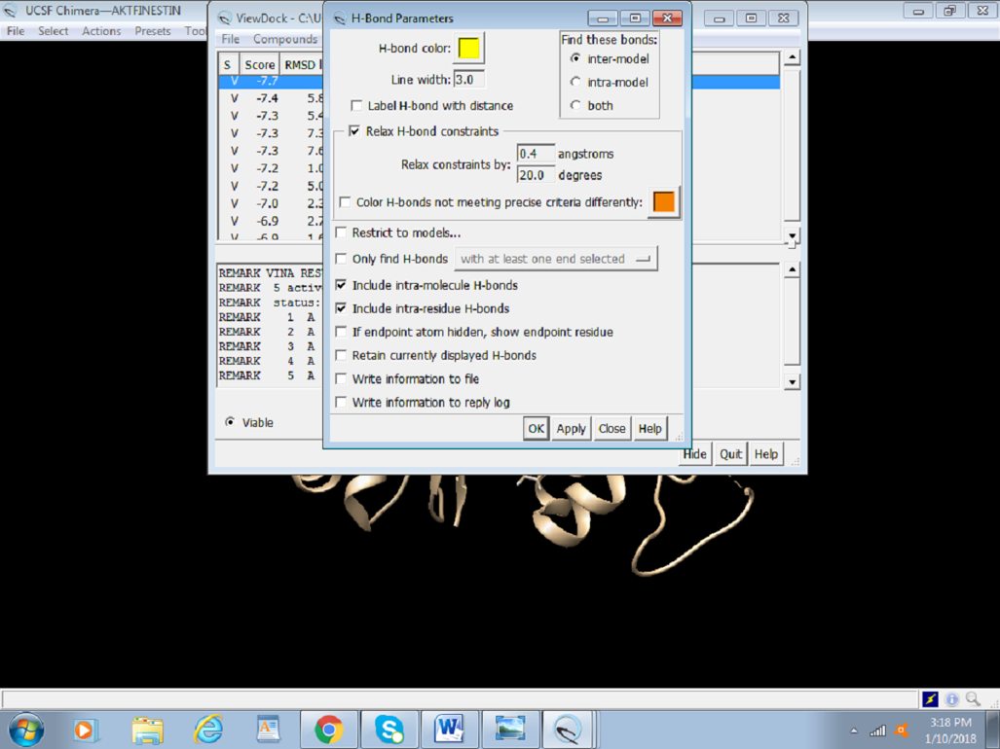 UCSF Chimera—AKTFINESTIN
File Select Actions Presets Tool
ViewDock - C:\U
File Compounds
S Score RMSD l
V -7.7
V -7.4 5.8
V -7.3 5.4
V -7.3 7.3
V -7.3 7.6
V -7.2 1.0
V -7.2 5.0
V -7.0 2.3
V -6.9 2.7
V -6.9 1.6
REMARK VINA RES
REMARK 5 activ
REMARK status:
REMARK 1 A
REMARK 2 A
REMARK 3 A
REMARK 4 A
REMARK 5 A
Viable
Hide Quit Help
H-Bond Parameters
H-bond color:
Line width: 3.0
Label H-bond with distance
Find these bonds:
inter-model
intra-model
both
Relax H-bond constraints
Relax constraints by:
0.4 angstroms
20.0 degrees
Color H-bonds not meeting precise criteria differently:
Restrict to models...
Only find H-bonds with at least one end selected
Include intra-molecule H-bonds
Include intra-residue H-bonds
If endpoint atom hidden, show endpoint residue
Retain currently displayed H-bonds
Write information to file
Write information to reply log
OK Apply Close Help
3:18 PM
1/10/2018